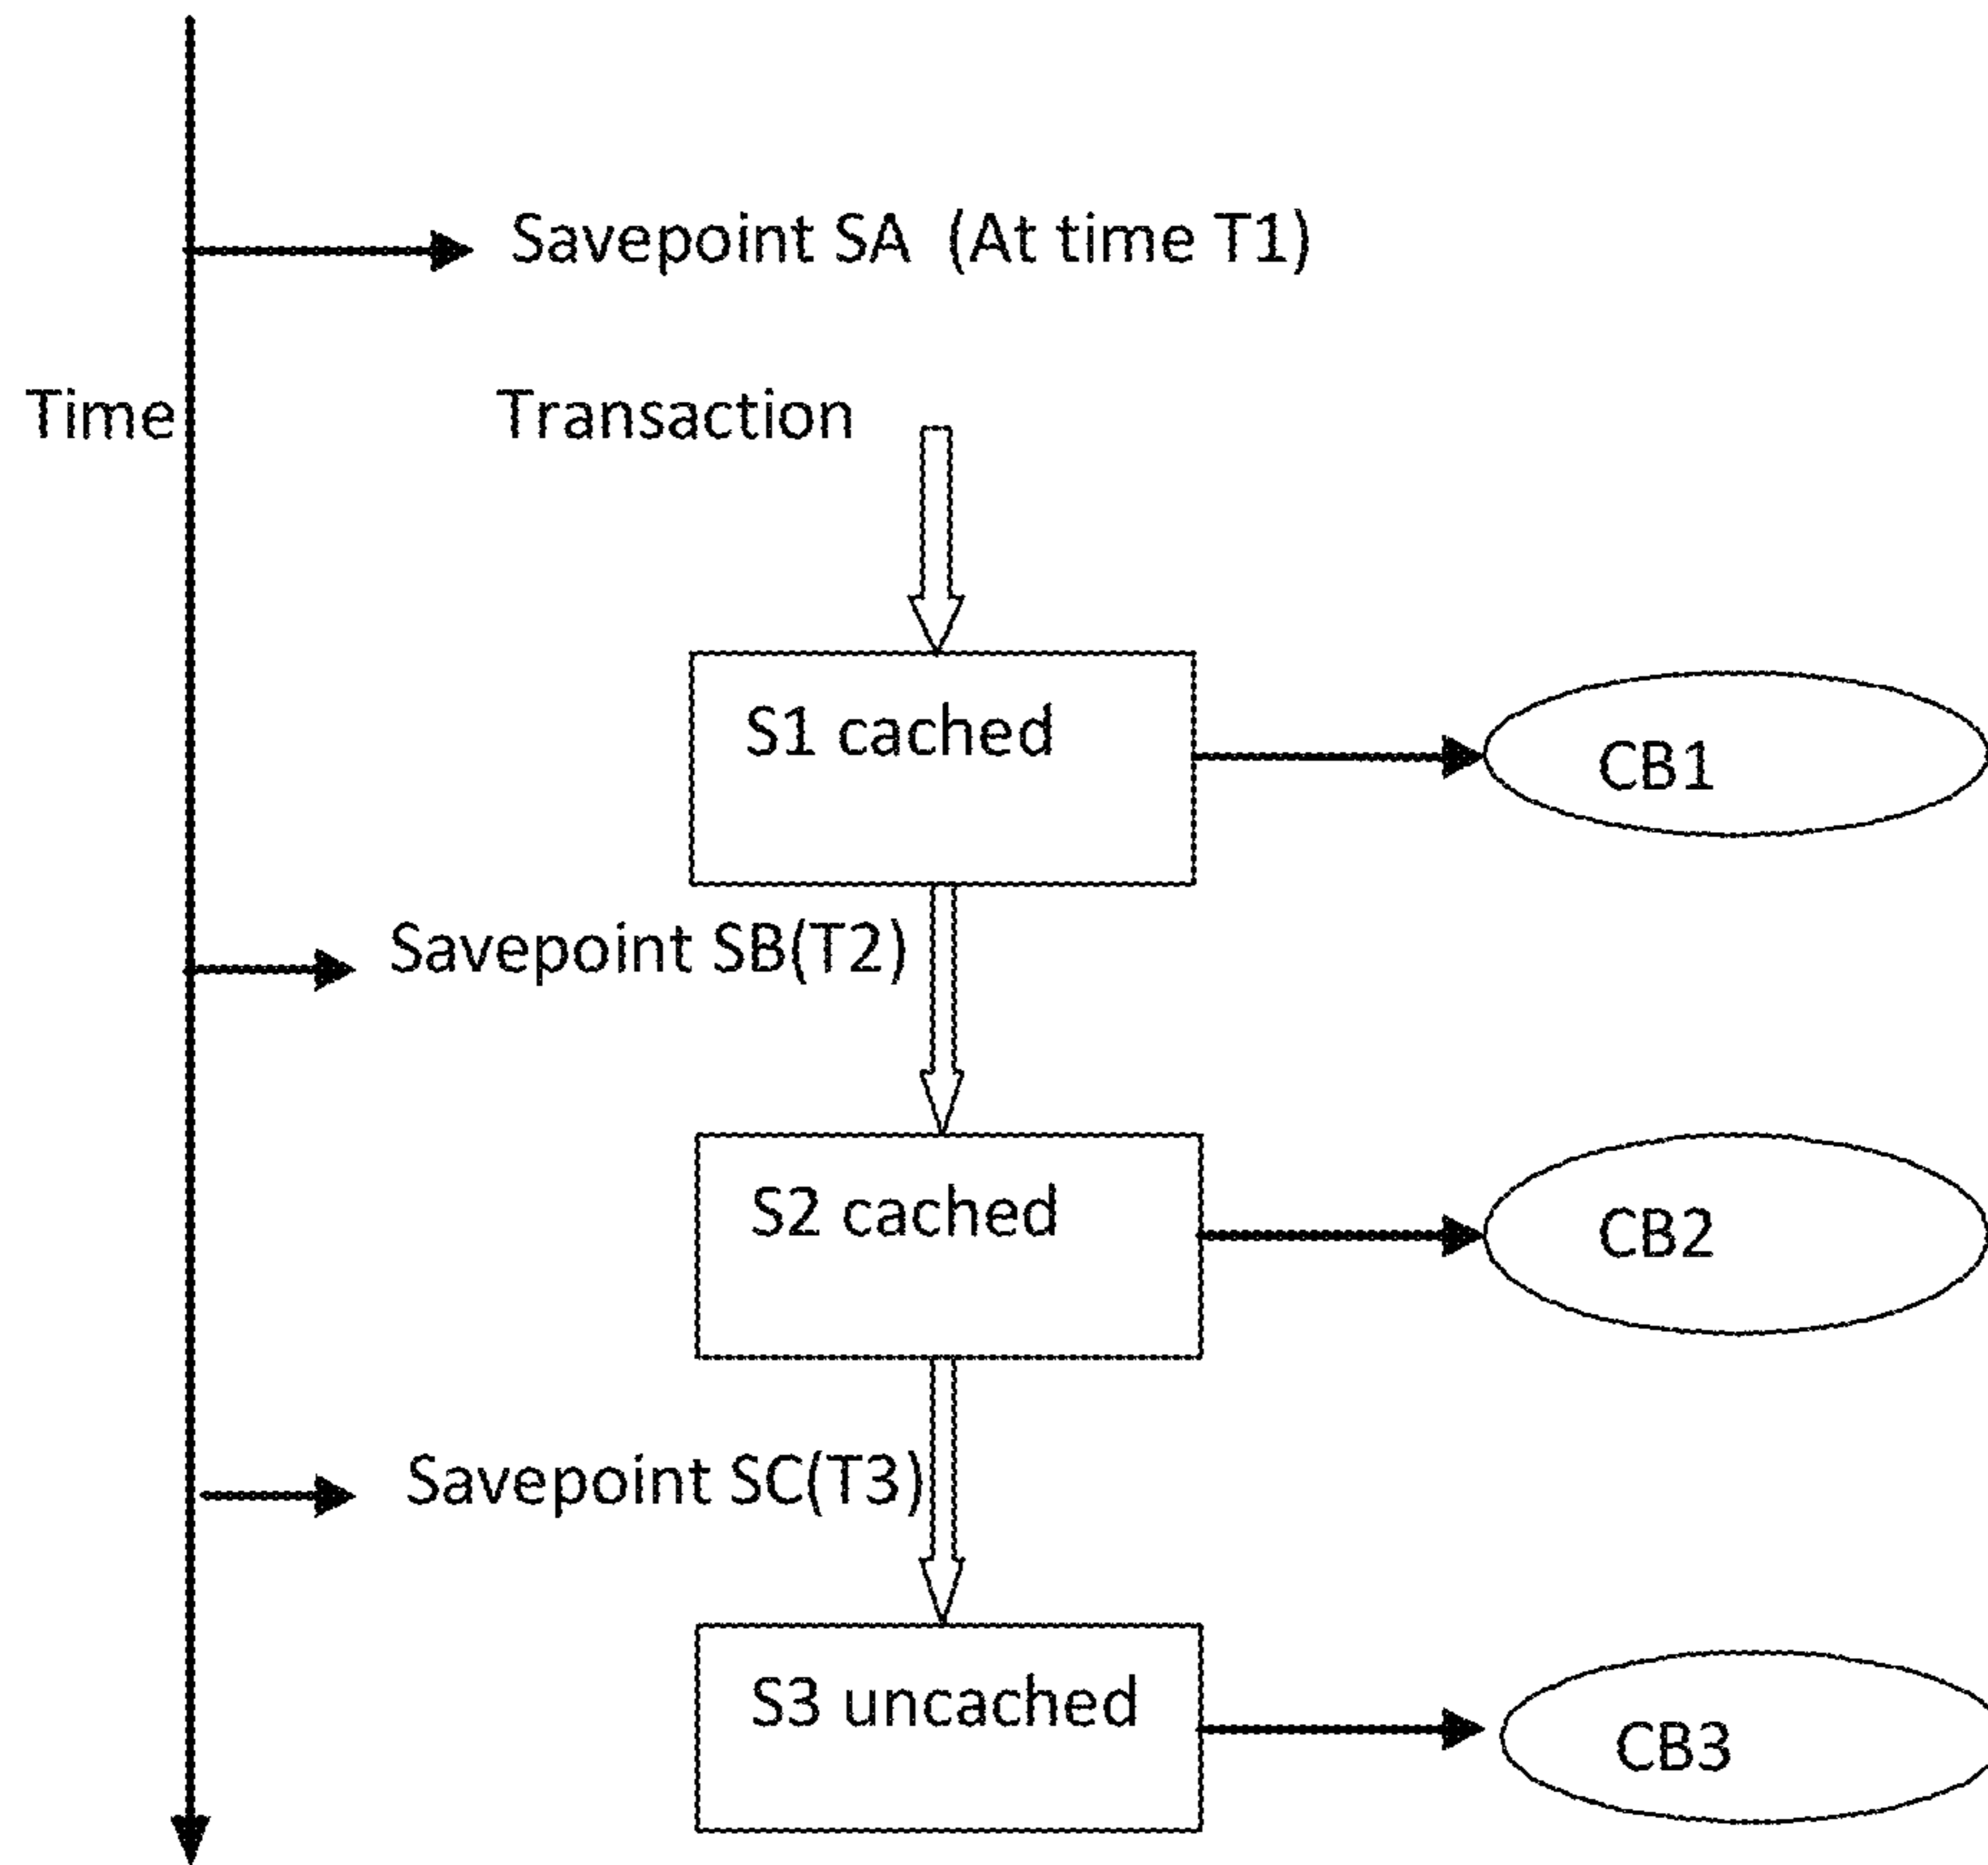 Savepoint SA (At time T1)
Time
Transaction
S1 cached
CB1
Savepoint SB(T2)
S2 cached
CB2
Savepoint SC(T3)
S3 uncached
CB3